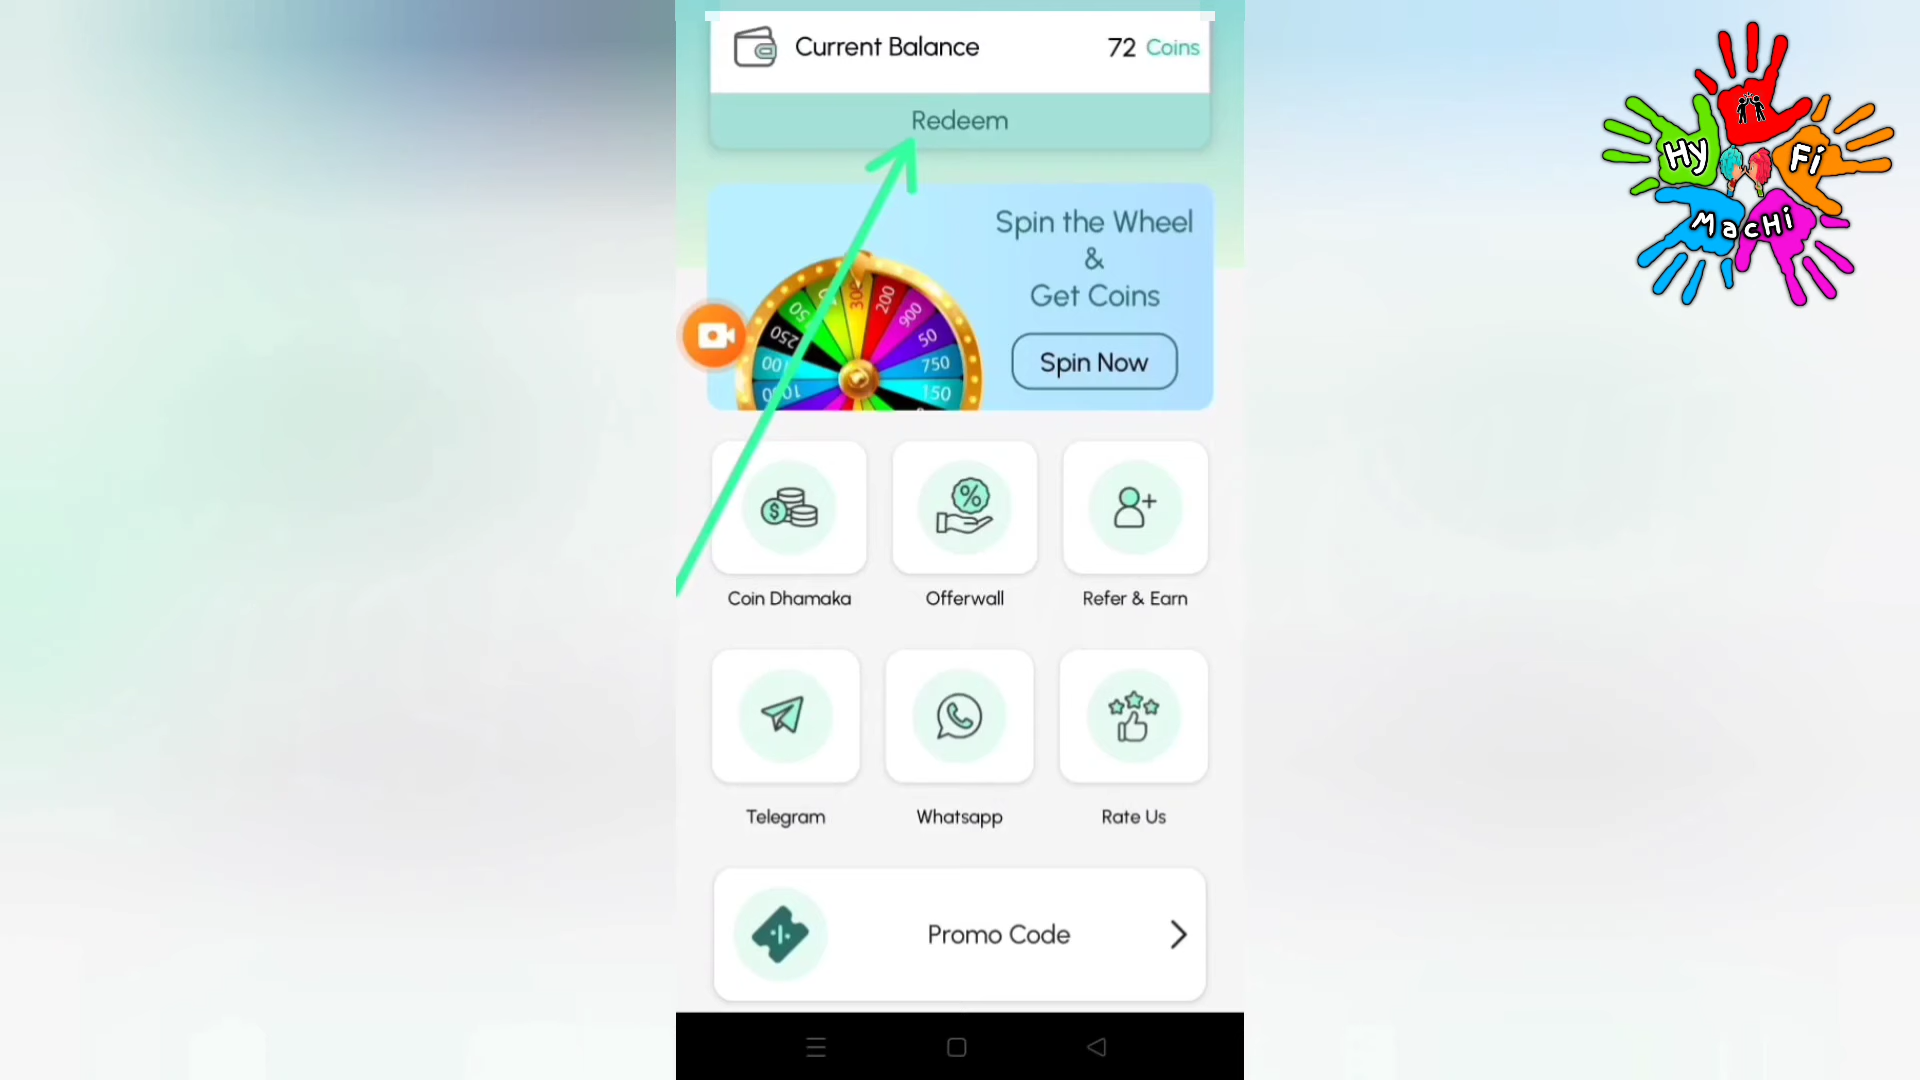 Current Balance
72 Coins
Redeem
Spin the Wheel
&
Get Coins
Spin Now
200
900
50
750
150
250
50
Coin Dhamaka
Offerwall
Refer & Earn
Telegram
Whatsapp
Rate Us
Promo Code
Hy
Fi
MacHi